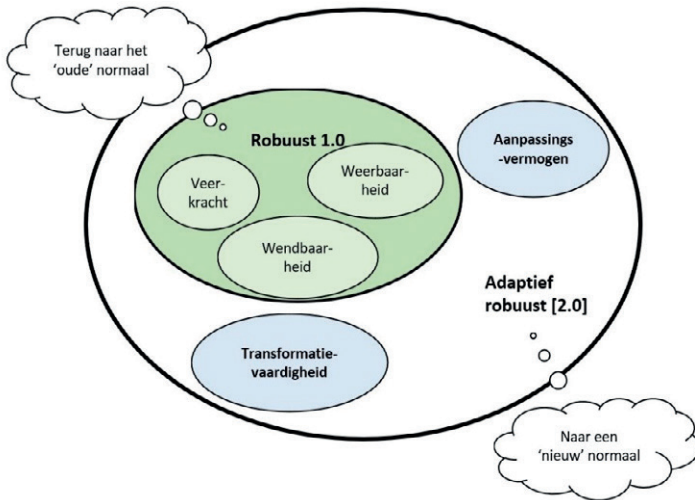 Terug naar het
‘oude’ normaal
Robuust 1.0
Veer-
kracht
Weerbaar-
heid
Wendbaar-
heid
Aanpassings
-vermogen
Adaptief
robuust [2.0]
Transformatie-
vaardigheid
Naar een
‘nieuw’ normaal